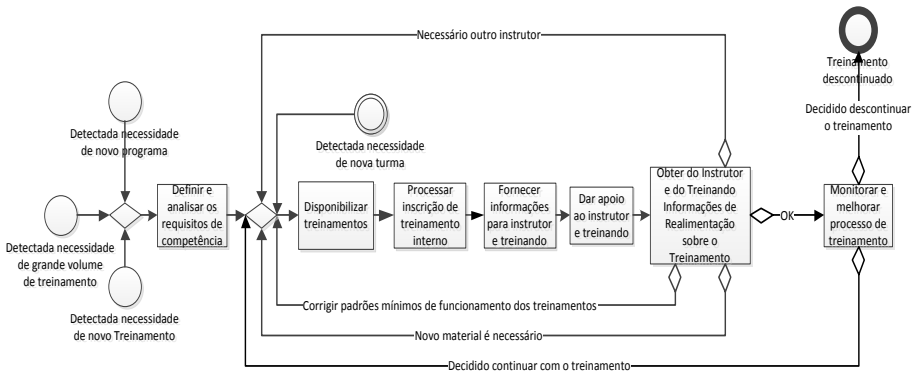 Necessário outro instrutor
Treinamento
descontinuado
Detectada necessidade
de novo programa
Detectada necessidade
de nova turma
Decidido descontinuar
o treinamento
Definir e
analisar os
requisitos de
competência
Disponibilizar
treinamentos
Processar
inscrição de
treinamento
interno
Fornecer
informações
para instrutor
e treinando
Dar apoio
ao instrutor
e treinando
Obter do Instrutor
e do Treinando
Informações de
Realimentação
sobre o
Treinamento
OK
Monitorar e
melhorar
processo de
treinamento
Detectada necessidade
de grande volume
de treinamento
Detectada necessidade
de novo Treinamento
Corrigir padrões mínimos de funcionamento dos treinamentos
Novo material é necessário
Decidido continuar com o treinamento